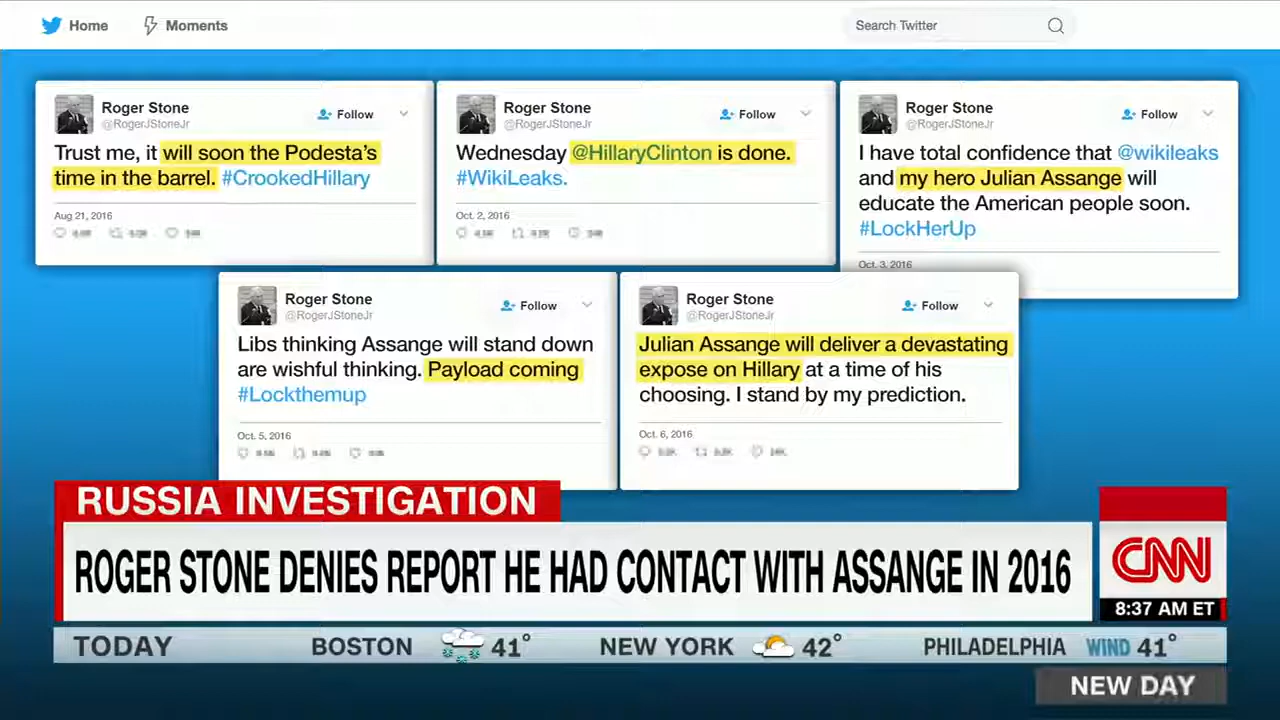 Home Moments Search Twitter
Roger Stone
@RogerJStoneJr
Follow
Trust me, it will soon the Podesta's
time in the barrel. #CrookedHillary
Aug 21, 2016
Roger Stone
@RogerJStoneJr
Follow
Wednesday @HillaryClinton is done.
#WikiLeaks.
Oct. 2, 2016
Roger Stone
@RogerJStoneJr
Follow
I have total confidence that @wikileaks
and my hero Julian Assange will
educate the American people soon.
#LockHerUp
Oct. 3, 2016
Roger Stone
@RogerJStoneJr
Follow
Libs thinking Assange will stand down
are wishful thinking. Payload coming
#Lockthemup
Oct. 5, 2016
Roger Stone
@RogerJStoneJr
Follow
Julian Assange will deliver a devastating
expose on Hillary at a time of his
choosing. I stand by my prediction.
Oct. 6, 2016
RUSSIA INVESTIGATION
ROGER STONE DENIES REPORT HE HAD CONTACT WITH ASSANGE IN 2016
CNN
8:37 AM ET
TODAY BOSTON 41° NEW YORK 42° PHILADELPHIA WIND 41°
NEW DAY